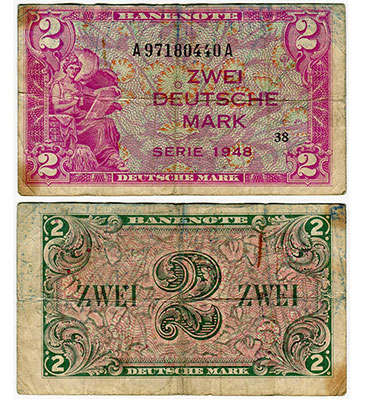 2 BANKNOTE 2
A97180440A
ZWEI
DEUTSCHE
MARK
38
SERIE 1948
2 DEUTSCHE MARK 2
2 BANKNOTE 2
ZWEI 2 ZWEI
2 DEUTSCHE MARK 2